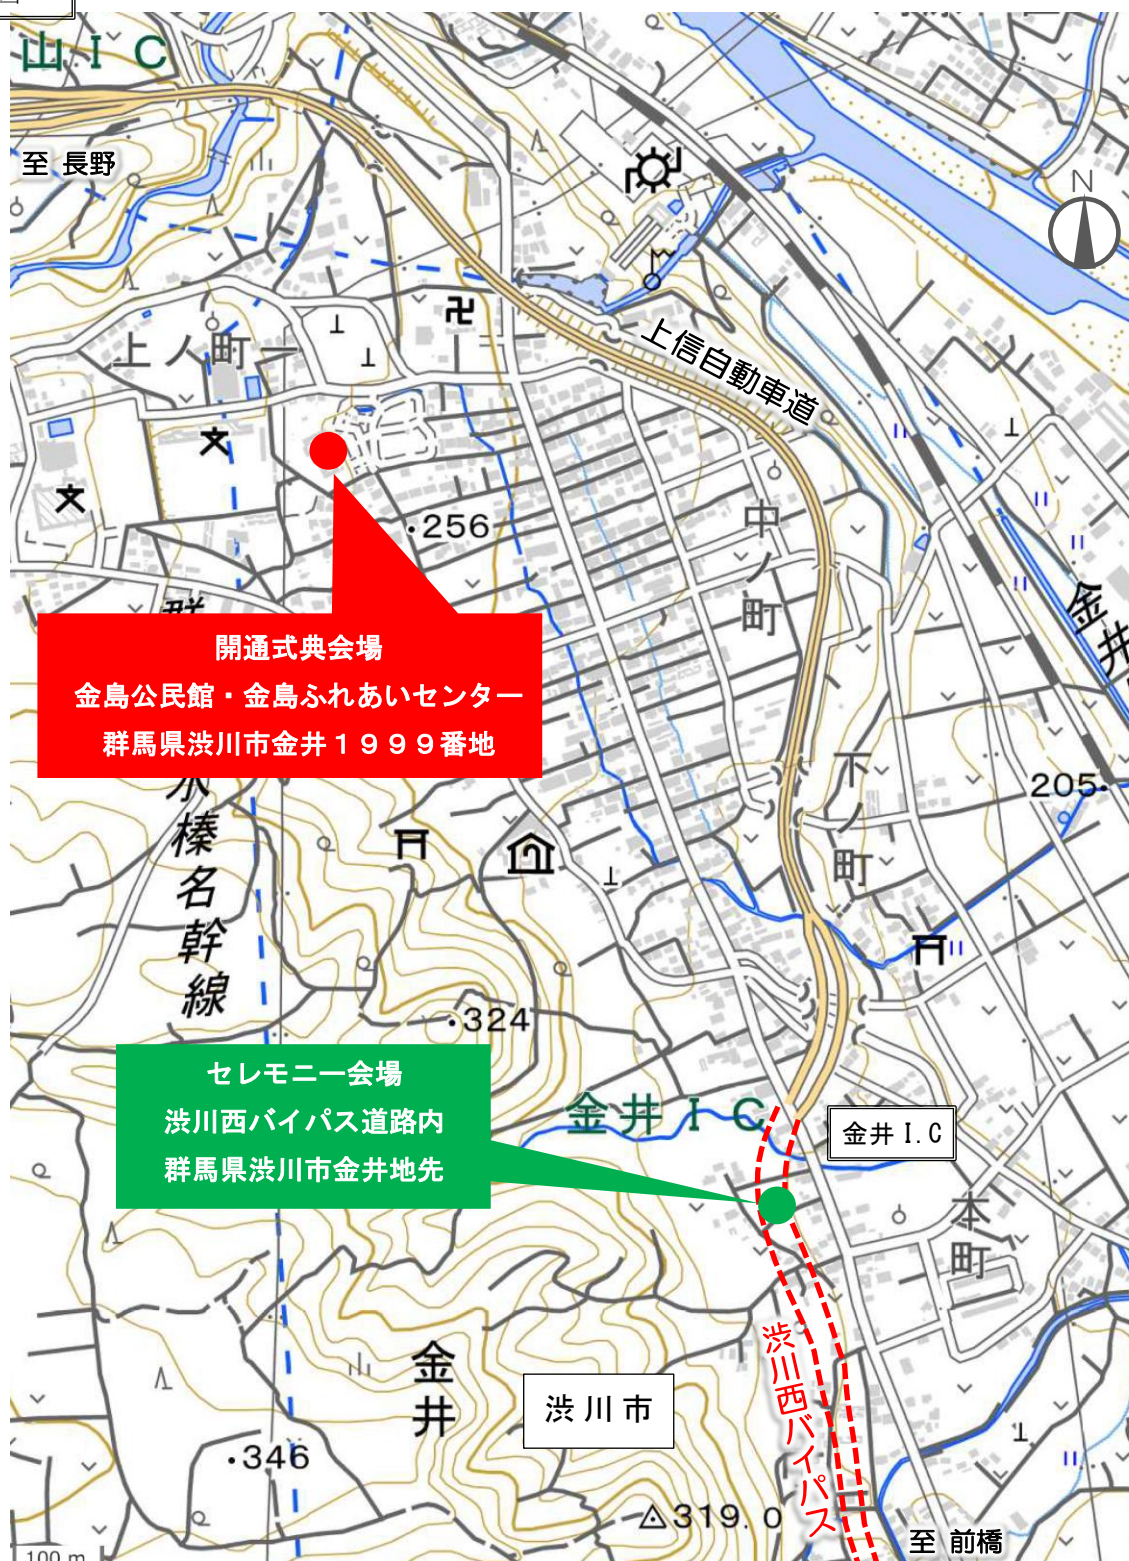 山 I C
至 長野
N
上信自動車道
上ノ町一
256
中ノ町
金井
開通式典会場
金島公民館・金島ふれあいセンター
群馬県渋川市金井１９９９番地
下ノ町
205
水榛名幹線
324
セレモニー会場
渋川西バイパス道路内
群馬県渋川市金井地先
金井 I C
金井 I.C
本町
渋川西バイパス
金井
渋川市
346
319.0
至 前橋
100 m